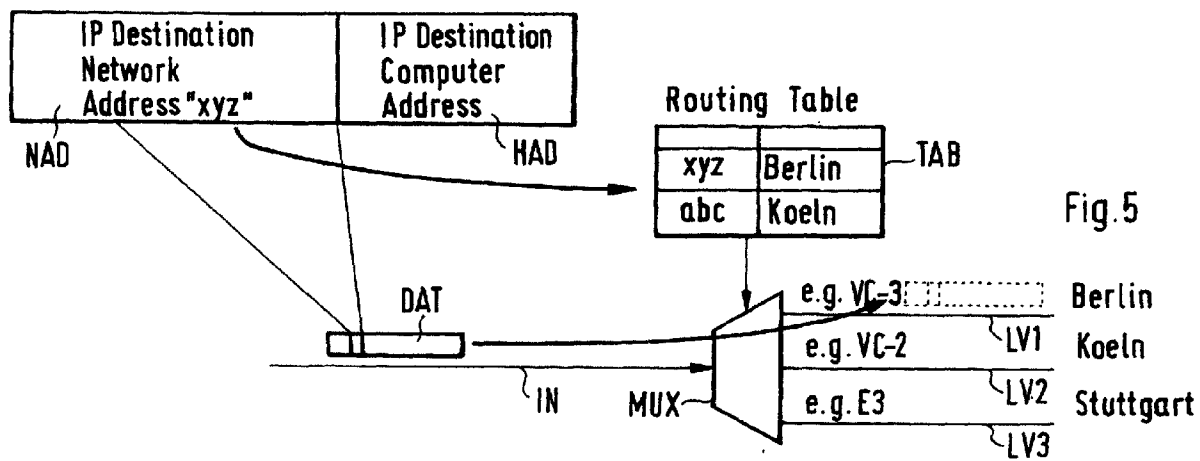 IP Destination
Network
Address "xyz"
IP Destination
Computer
Address
NAD
HAD
Routing Table
xyz Berlin
abc Koeln
TAB
Fig.5
DAT
IN
MUX
e.g. VC-3
Berlin
LV1
e.g. VC-2
Koeln
LV2
e.g. E3
Stuttgart
LV3